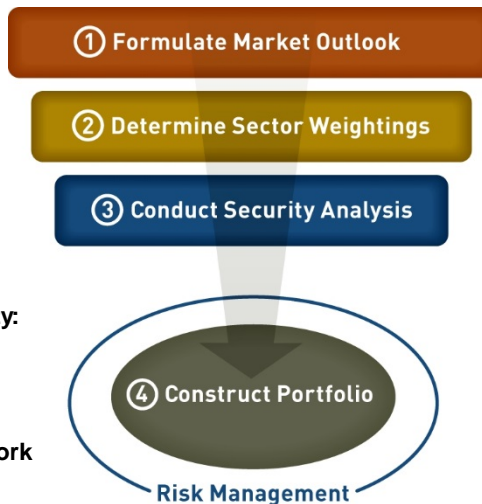 ① Formulate Market Outlook
② Determine Sector Weightings
③ Conduct Security Analysis
y:
④ Construct Portfolio
ork
Risk Management